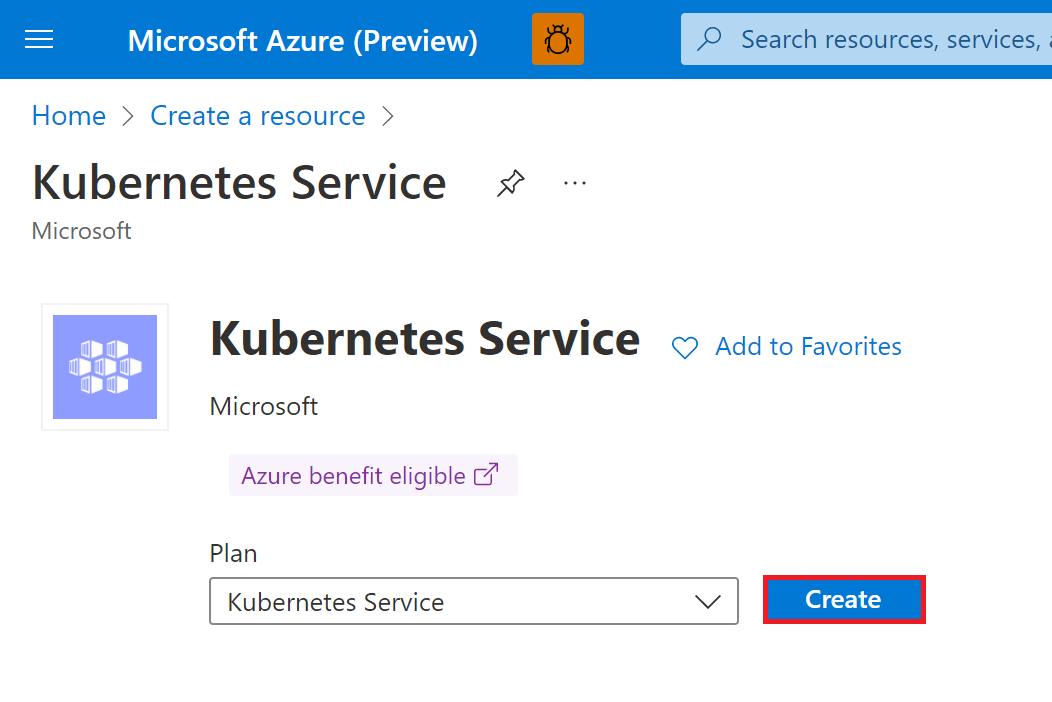 Microsoft Azure (Preview)
Search resources, services,
Home > Create a resource >
Kubernetes Service
Microsoft
Kubernetes Service
Add to Favorites
Microsoft
Azure benefit eligible
Plan
Kubernetes Service
Create